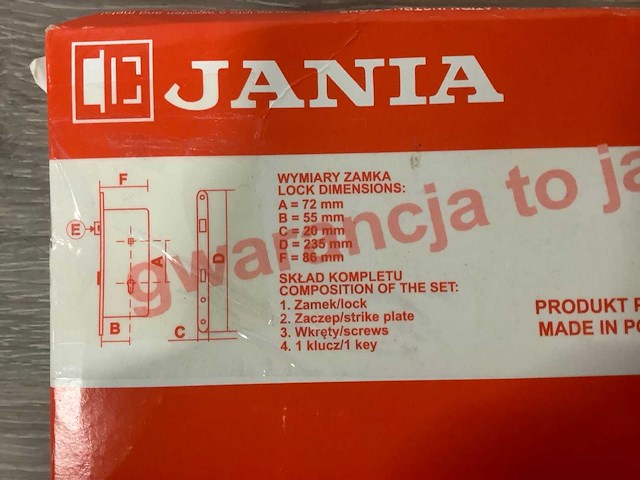 JANIA
WYMIARY ZAMKA
LOCK DIMENSIONS:
A = 72 mm
B = 55 mm
C = 20 mm
D = 235 mm
F = 86 mm
SKŁAD KOMPLETU
COMPOSITION OF THE SET:
1. Zamek/lock
2. Zaczep/strike plate
3. Wkręty/screws
4. 1 klucz/1 key
gwarancja to ja
PRODUKT P
MADE IN PO
F
E
A
D
B
C